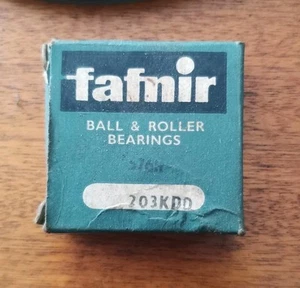 fafnir
BALL & ROLLER
BEARINGS
203KDD